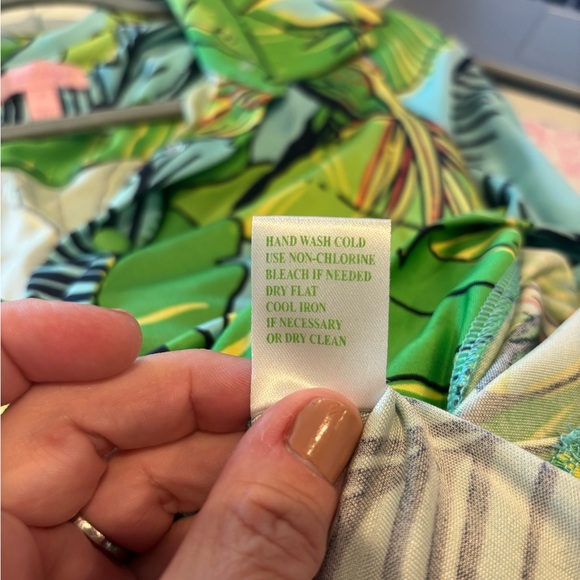 HAND WASH COLD
USE NON-CHLORINE
BLEACH IF NEEDED
DRY FLAT
COOL IRON
IF NECESSARY
OR DRY CLEAN